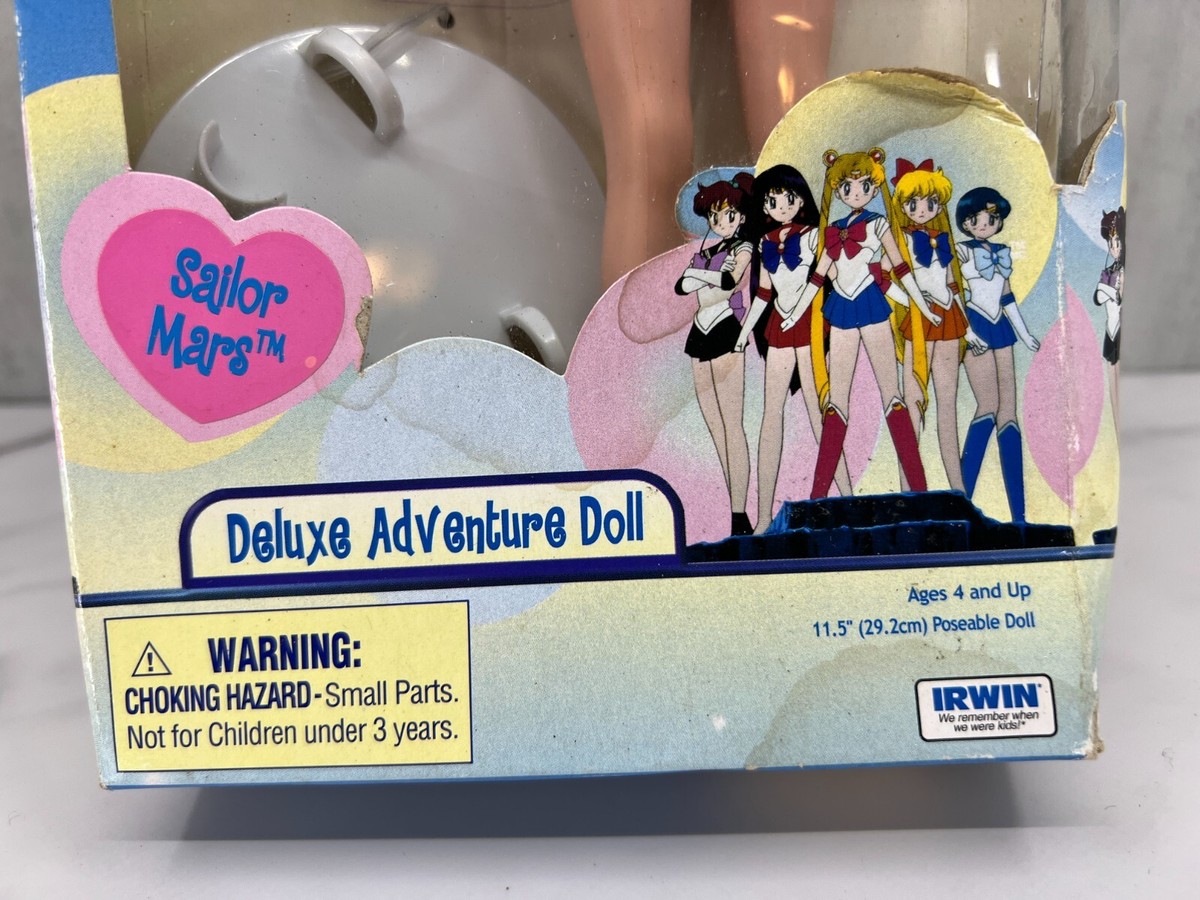 Sailor
Mars™
Deluxe Adventure Doll
Ages 4 and Up
11.5" (29.2cm) Poseable Doll
WARNING:
CHOKING HAZARD - Small Parts.
Not for Children under 3 years.
IRWIN*
We remember when
we were kids!*